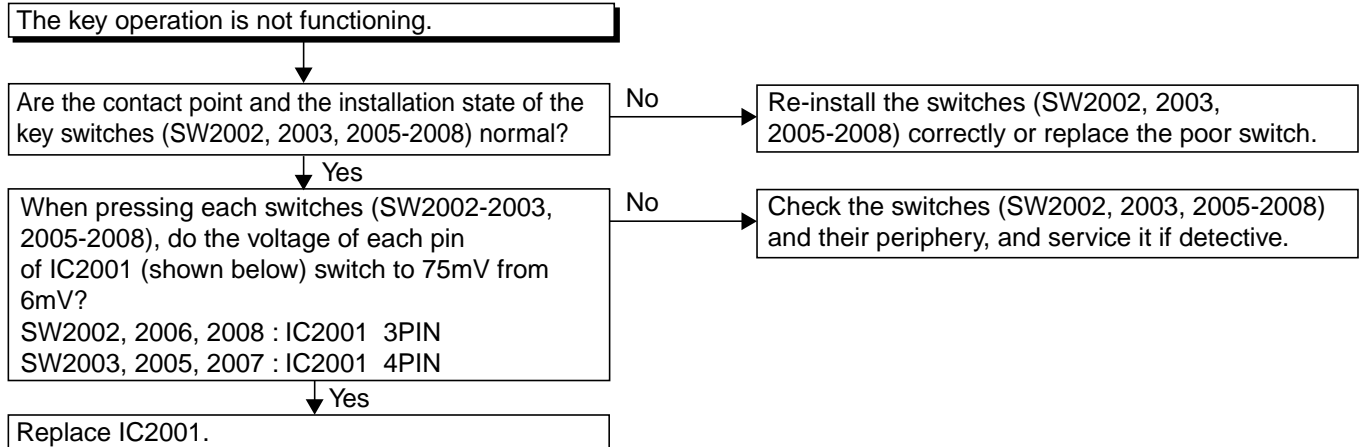 The key operation is not functioning.
Are the contact point and the installation state of the
key switches (SW2002, 2003, 2005-2008) normal?
No
Re-install the switches (SW2002, 2003,
2005-2008) correctly or replace the poor switch.
Yes
When pressing each switches (SW2002-2003,
2005-2008), do the voltage of each pin
of IC2001 (shown below) switch to 75mV from
6mV?
SW2002, 2006, 2008 : IC2001 3PIN
SW2003, 2005, 2007 : IC2001 4PIN
No
Check the switches (SW2002, 2003, 2005-2008)
and their periphery, and service it if detective.
Yes
Replace IC2001.